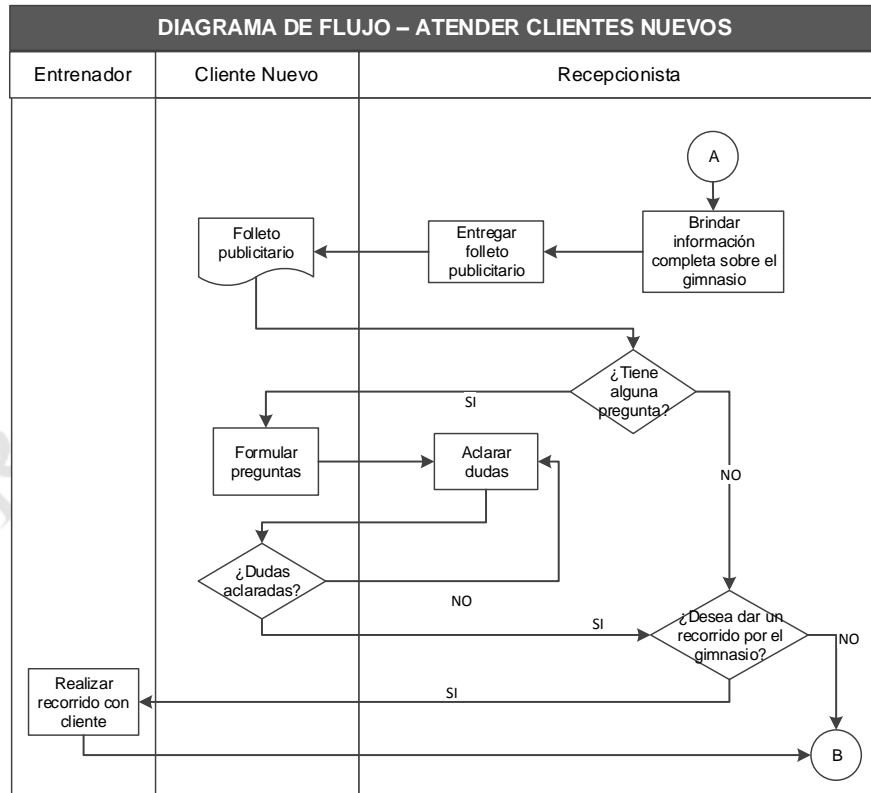 DIAGRAMA DE FLUJO – ATENDER CLIENTES NUEVOS
Entrenador
Cliente Nuevo
Recepcionista
A
Brindar
información
completa sobre el
gimnasio
Entregar
folleto
publicitario
Folleto
publicitario
¿Tiene
alguna
pregunta?
SI
NO
Formular
preguntas
Aclarar
dudas
¿Dudas
aclaradas?
NO
SI
¿Desea dar un
recorrido por el
gimnasio?
NO
SI
Realizar
recorrido con
cliente
B